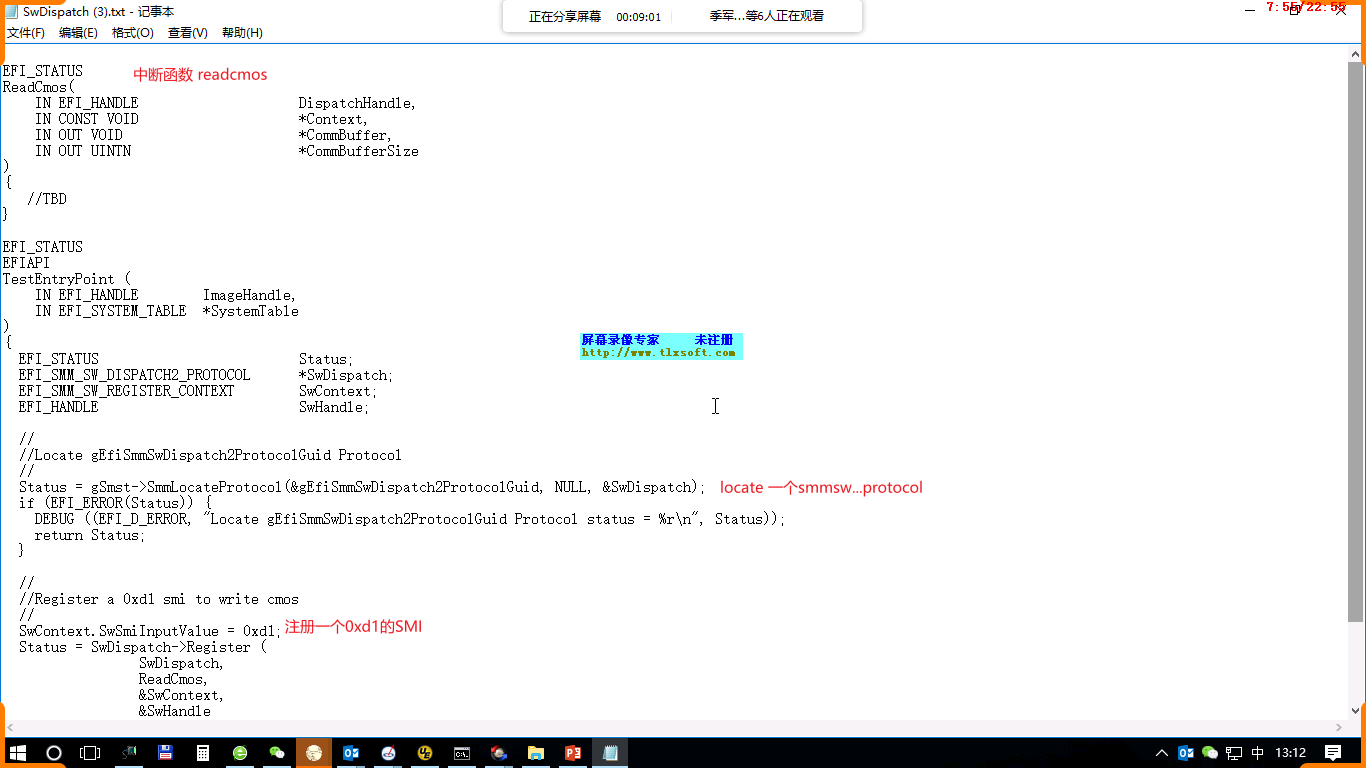 SwDispatch (3).txt - 记事本
正在分享屏幕 00:09:01 季军...等6人正在观看
7:55/22:55
文件(F) 编辑(E) 格式(O) 查看(V) 帮助(H)
EFI_STATUS
中断函数 readcmos
ReadCmos(
IN EFI_HANDLE DispatchHandle,
IN CONST VOID *Context,
IN OUT VOID *CommBuffer,
IN OUT UINTN *CommBufferSize
)
{
//TBD
}
EFI_STATUS
EFIAPI
TestEntryPoint (
IN EFI_HANDLE ImageHandle,
IN EFI_SYSTEM_TABLE *SystemTable
)
{
屏幕录像专家 未注册
http://www.tlxsoft.com
EFI_STATUS Status;
EFI_SMM_SW_DISPATCH2_PROTOCOL *SwDispatch;
EFI_SMM_SW_REGISTER_CONTEXT SwContext;
EFI_HANDLE SwHandle;
//
//Locate gEfiSmmSwDispatch2ProtocolGuid Protocol
//
Status = gSmst->SmmLocateProtocol(&gEfiSmmSwDispatch2ProtocolGuid, NULL, &SwDispatch); locate 一个smmsw...protocol
if (EFI_ERROR(Status)) {
DEBUG ((EFI_D_ERROR, "Locate gEfiSmmSwDispatch2ProtocolGuid Protocol status = %r\n", Status));
return Status;
}
//
//Register a 0xd1 smi to write cmos
//
SwContext.SwSmiInputValue = 0xd1; 注册一个0xd1的SMI
Status = SwDispatch->Register (
SwDispatch,
ReadCmos,
&SwContext,
&SwHandle
中 13:12